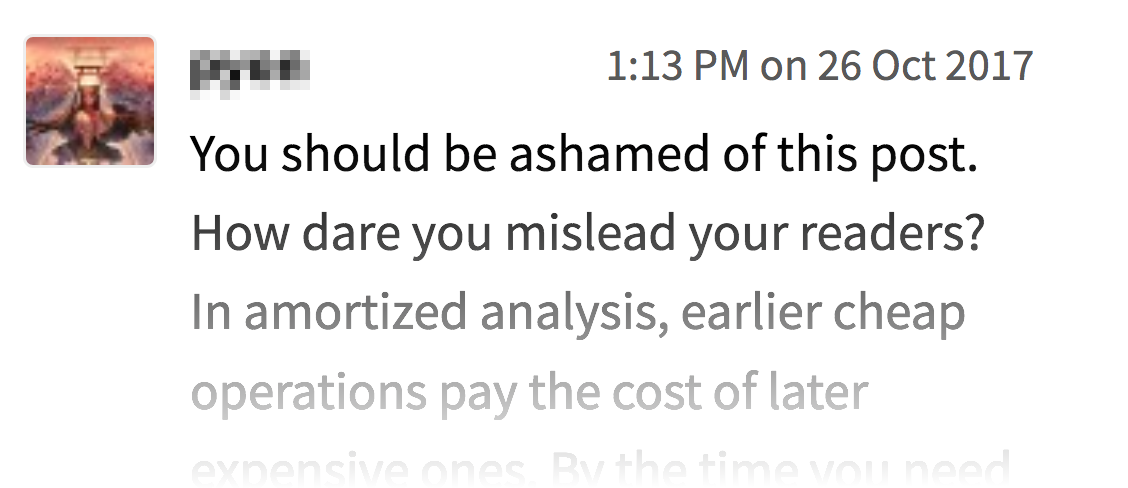 1:13 PM on 26 Oct 2017
You should be ashamed of this post.
How dare you mislead your readers?
In amortized analysis, earlier cheap
operations pay the cost of later
expensive ones. By the time you need